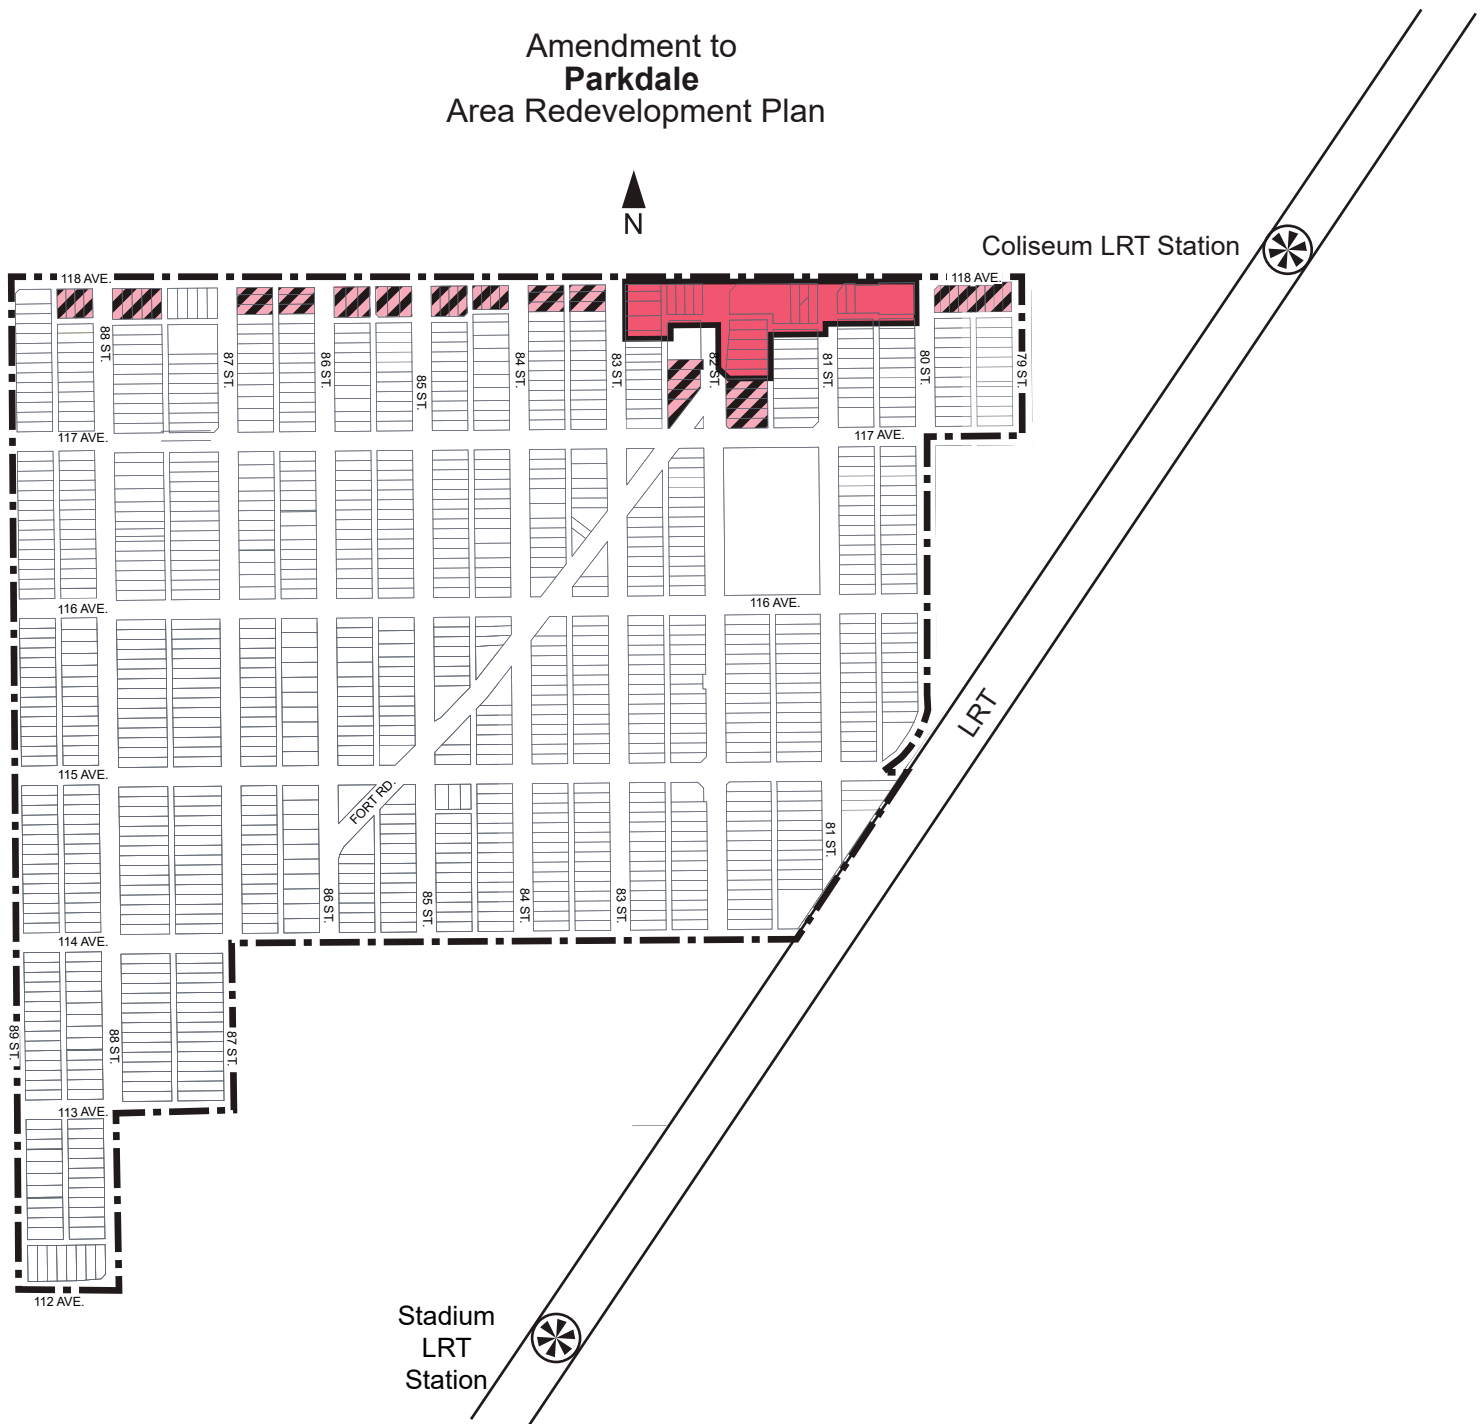 Amendment to
Parkdale
Area Redevelopment Plan
N
Coliseum LRT Station
118 AVE.
118 AVE.
88 ST.
87 ST.
86 ST.
85 ST.
84 ST.
83 ST.
82 ST.
81 ST.
80 ST.
79 ST.
117 AVE.
117 AVE.
116 AVE.
116 AVE.
LRT
115 AVE.
FORT RD.
81 ST.
86 ST.
85 ST.
84 ST.
83 ST.
114 AVE.
89 ST.
88 ST.
87 ST.
113 AVE.
112 AVE.
Stadium
LRT
Station